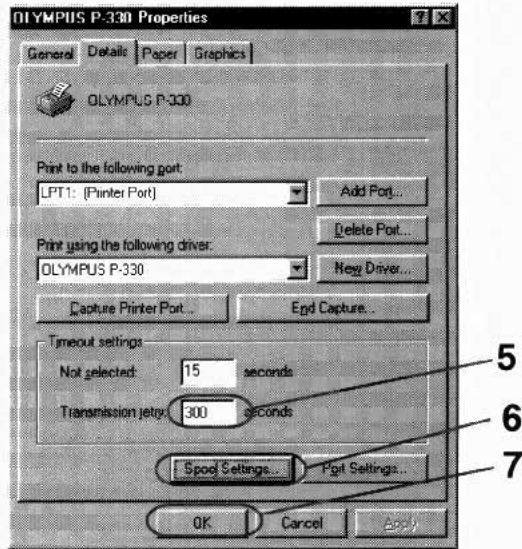 OLYMPUS P-330 Properties ? X
General Details Paper Graphics
OLYMPUS P-330
Print to the following port:
LPT1: (Printer Port) Add Port...
Delete Port...
Print using the following driver:
OLYMPUS P-330 New Driver...
Capture Printer Port... End Capture...
Timeout settings
Not selected: 15 seconds
5
Transmission retry: 300 seconds
6
Spool Settings... Port Settings...
7
OK Cancel Apply